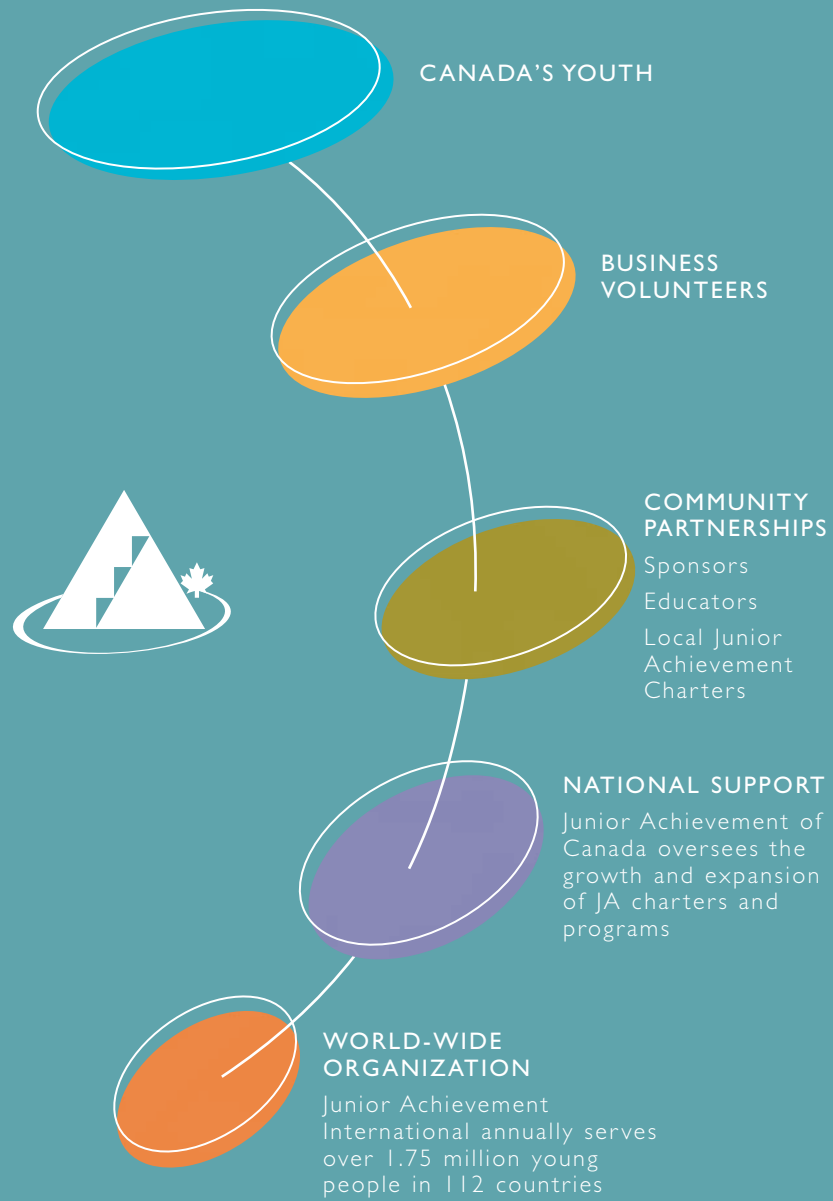 CANADA'S YOUTH
BUSINESS
VOLUNTEERS
COMMUNITY
PARTNERSHIPS
Sponsors
Educators
Local Junior
Achievement
Charters
NATIONAL SUPPORT
Junior Achievement of
Canada oversees the
growth and expansion
of JA charters and
programs
WORLD-WIDE
ORGANIZATION
Junior Achievement
International annually serves
over 1.75 million young
people in 112 countries